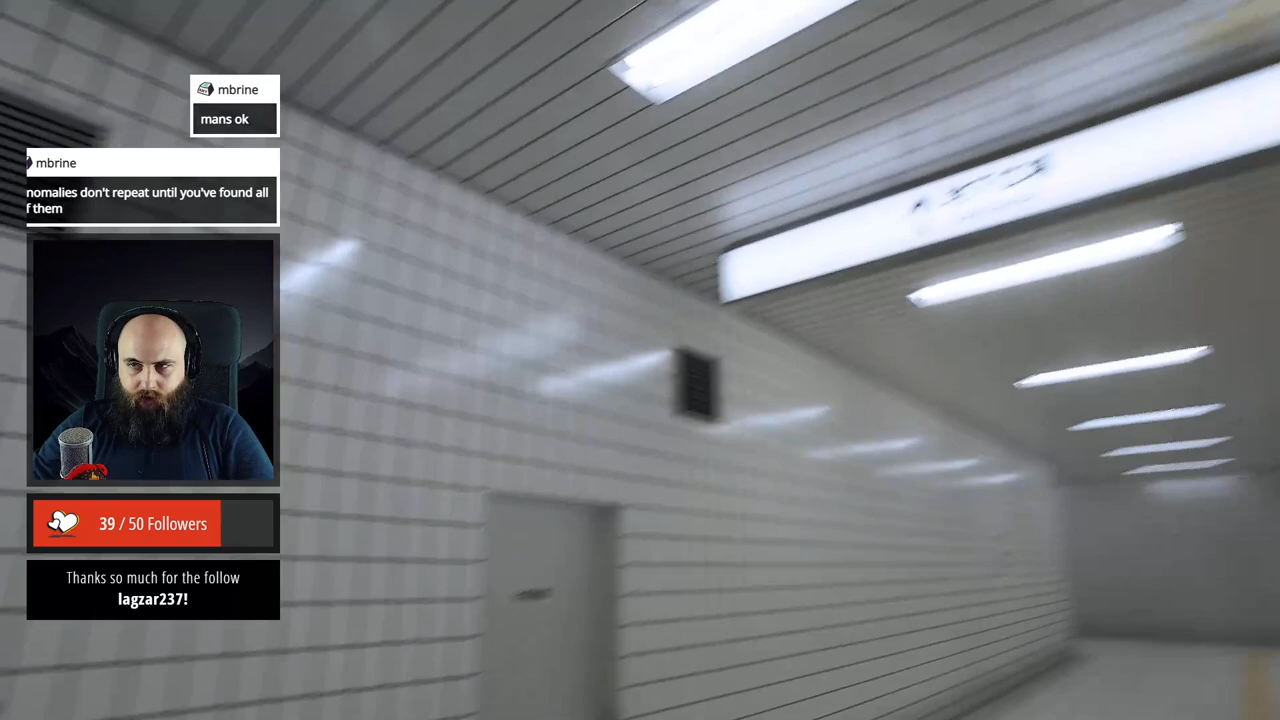 mbrine
mans ok
mbrine
nomalies don't repeat until you've found all
f them
39 / 50 Followers
Thanks so much for the follow
lagzar237!